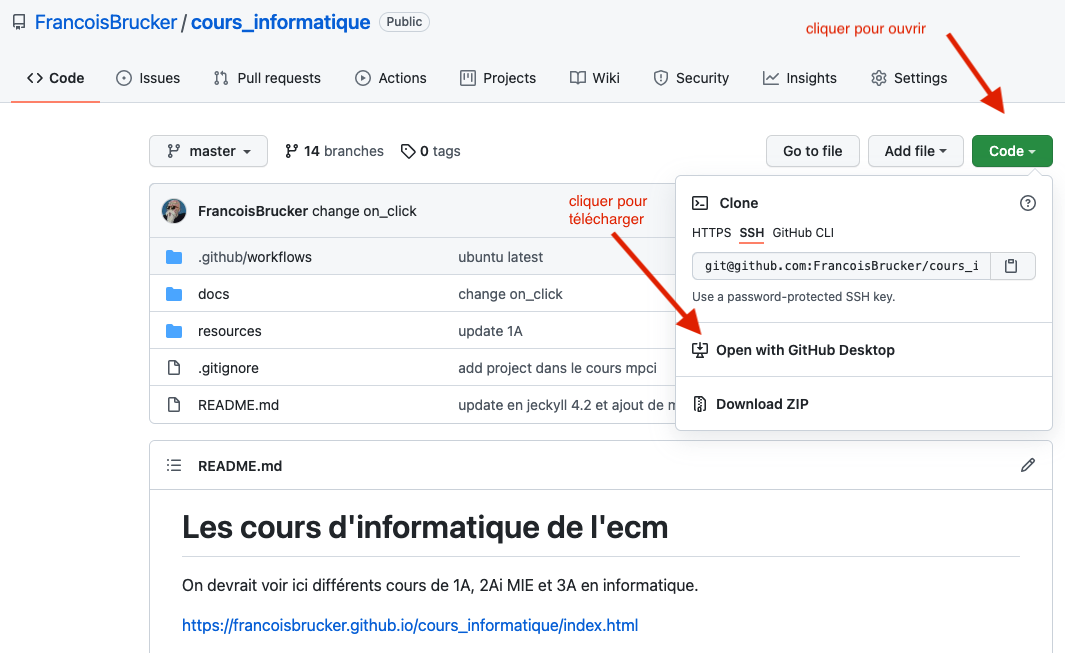 FrancoisBrucker / cours_informatique Public
cliquer pour ouvrir
Code Issues Pull requests Actions Projects Wiki Security Insights Settings
master 14 branches 0 tags Go to file Add file Code
FrancoisBrucker change on_click
cliquer pour
télécharger
Clone
HTTPS SSH GitHub CLI
.github/workflows ubuntu latest
git@github.com:FrancoisBrucker/cours_i
docs change on_click
Use a password-protected SSH key.
resources update 1A
Open with GitHub Desktop
.gitignore add project dans le cours mpci
README.md update en jeckyll 4.2 et ajout de
Download ZIP
README.md
Les cours d'informatique de l'ecm
On devrait voir ici différents cours de 1A, 2Ai MIE et 3A en informatique.
https://francoisbrucker.github.io/cours_informatique/index.html